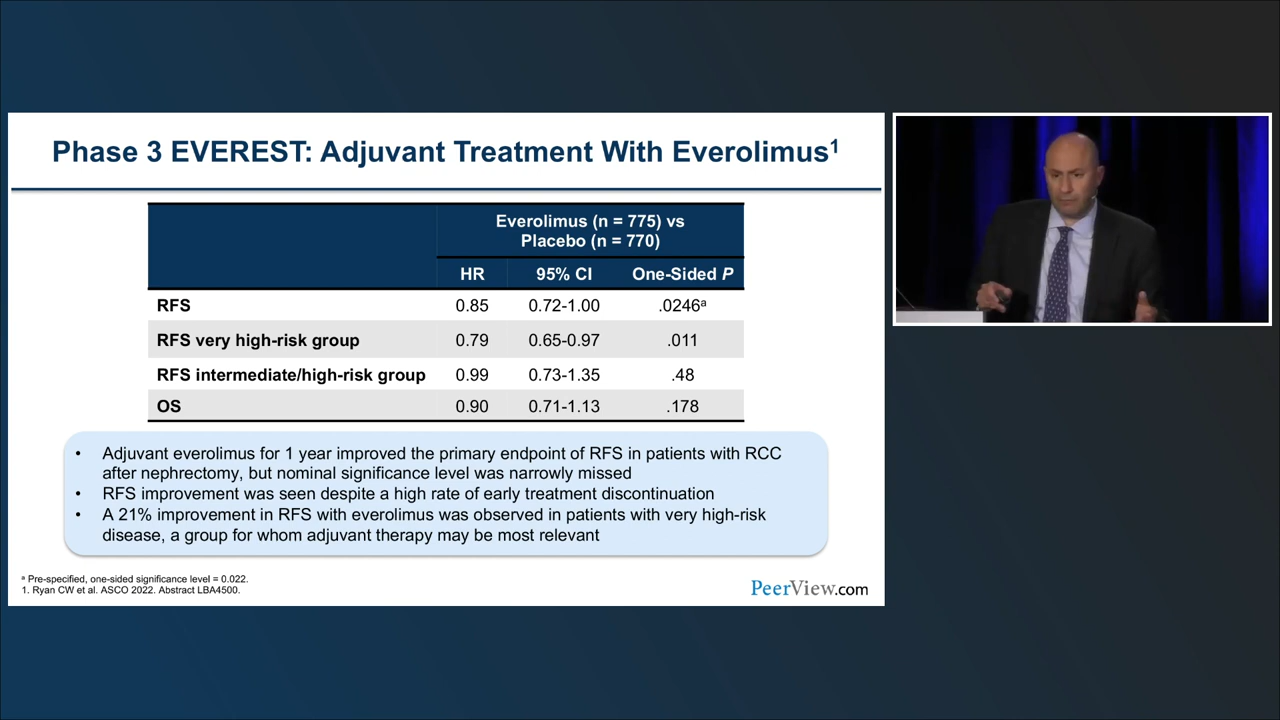 Phase 3 EVEREST: Adjuvant Treatment With Everolimus¹
Everolimus (n = 775) vs
Placebo (n = 770)
HR 95% CI One-Sided P
RFS 0.85 0.72-1.00 .0246ᵃ
RFS very high-risk group 0.79 0.65-0.97 .011
RFS intermediate/high-risk group 0.99 0.73-1.35 .48
OS 0.90 0.71-1.13 .178
• Adjuvant everolimus for 1 year improved the primary endpoint of RFS in patients with RCC
after nephrectomy, but nominal significance level was narrowly missed
• RFS improvement was seen despite a high rate of early treatment discontinuation
• A 21% improvement in RFS with everolimus was observed in patients with very high-risk
disease, a group for whom adjuvant therapy may be most relevant
ᵃ Pre-specified, one-sided significance level = 0.022.
1. Ryan CW et al. ASCO 2022. Abstract LBA4500.
PeerView.com